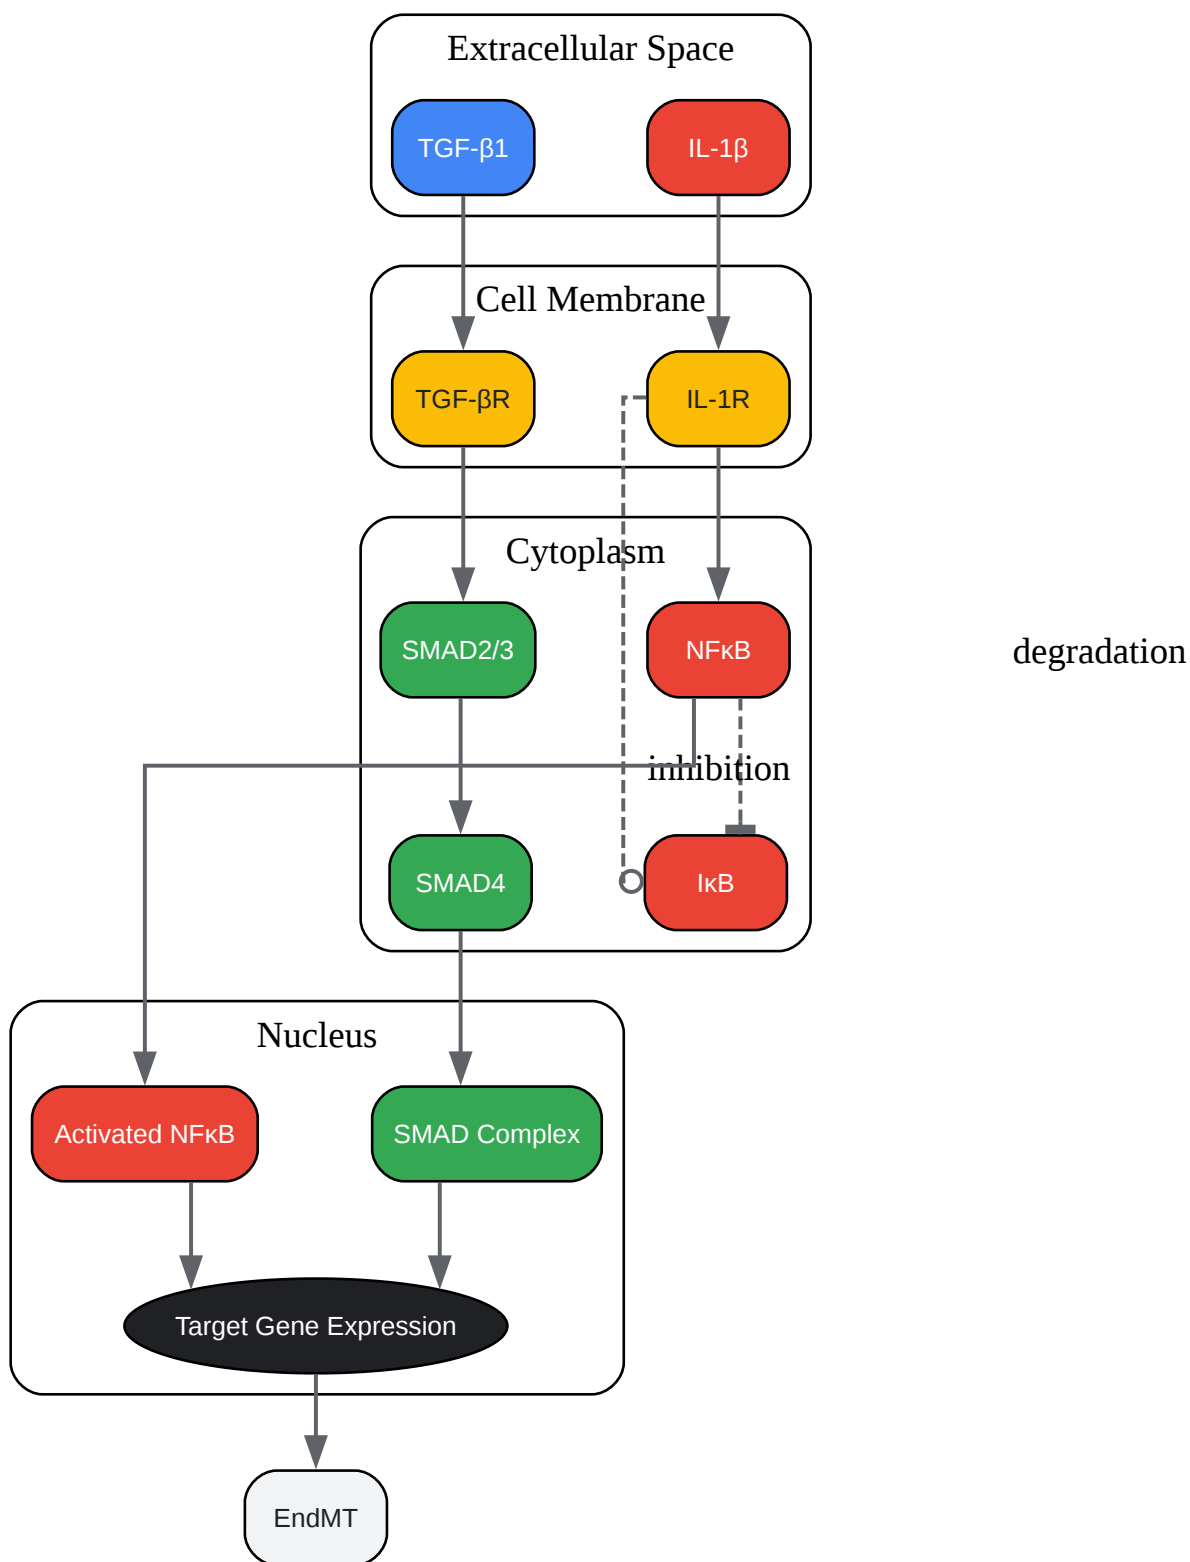 Extracellular Space
TGF-β1
IL-1β
Cell Membrane
TGF-βR
IL-1R
Cytoplasm
SMAD2/3
NFκB
degradation
inhibition
SMAD4
IκB
Nucleus
Activated NFκB
SMAD Complex
Target Gene Expression
EndMT